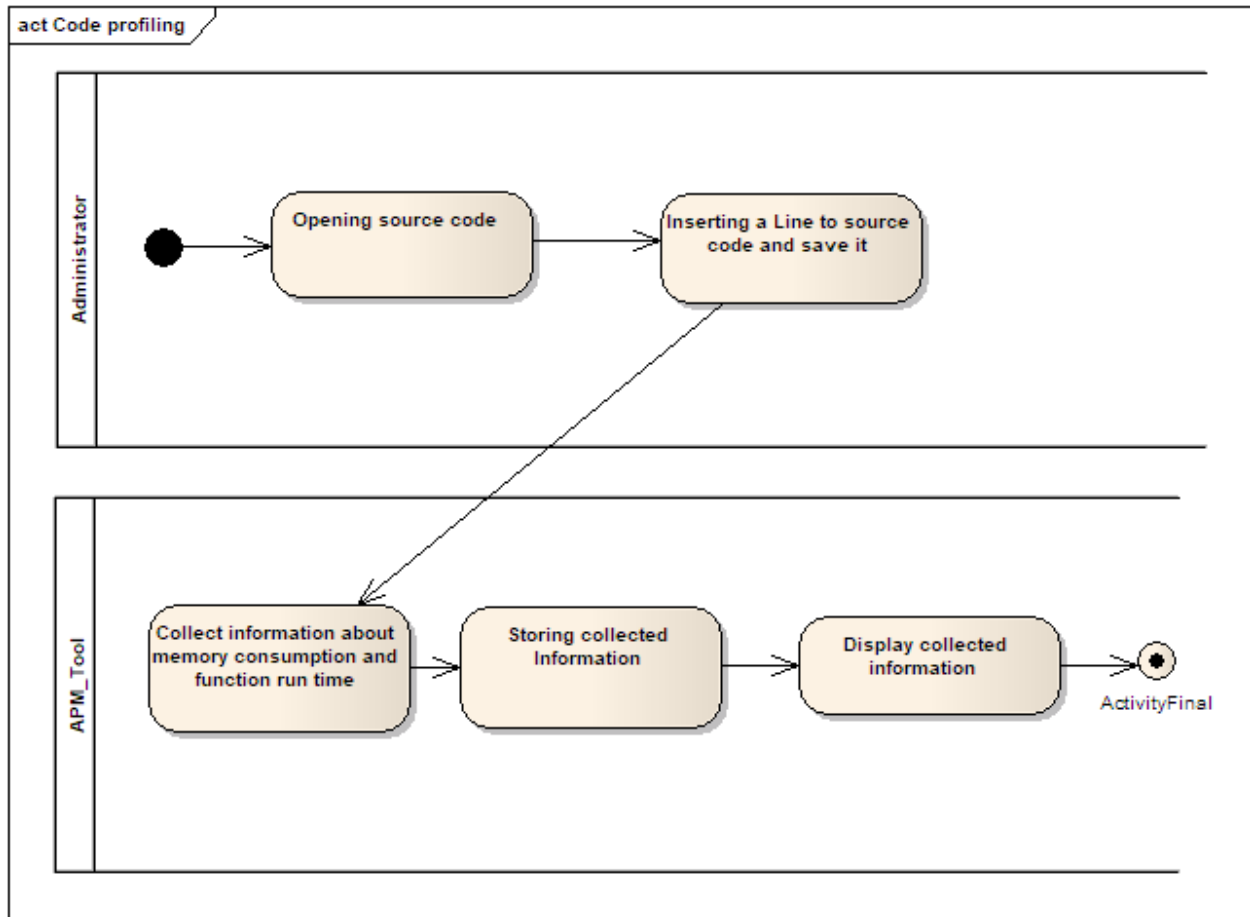 act Code profiling
Administrator
Opening source code
Inserting a Line to source
code and save it
APM_Tool
Collect information about
memory consumption and
function run time
Storing collected
Information
Display collected
information
ActivityFinal